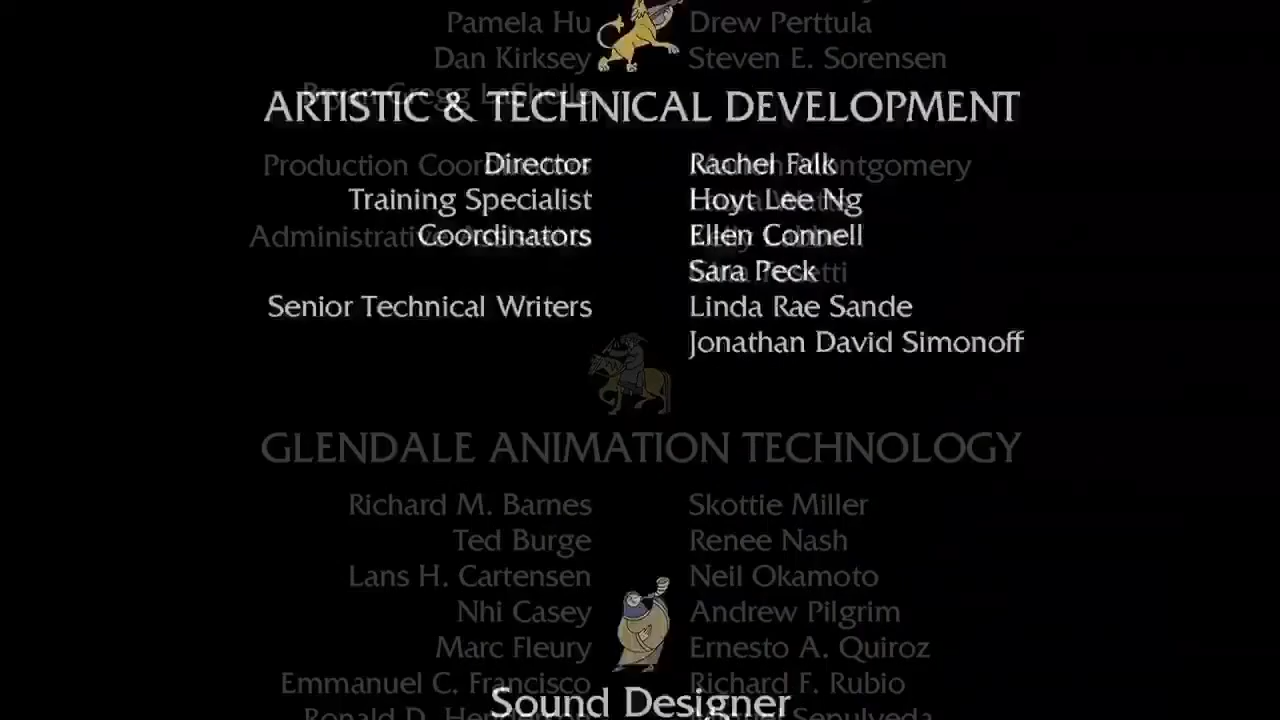 Pamela Hu Drew Perttula
Dan Kirksey Steven E. Sorensen
ARTISTIC & TECHNICAL DEVELOPMENT
Director Rachel Falk
Production
Training Specialist Hoyt Lee Ng
Coordinators Ellen Connell
Sara Peck
Senior Technical Writers Linda Rae Sande
Jonathan David Simonoff
GLENDALE ANIMATION TECHNOLOGY
Richard M. Barnes Skottie Miller
Ted Burge Renee Nash
Lans H. Cartensen Neil Okamoto
Nhi Casey Andrew Pilgrim
Marc Fleury Ernesto A. Quiroz
Emmanuel C. Francisco Richard F. Rubio
Sound Designer